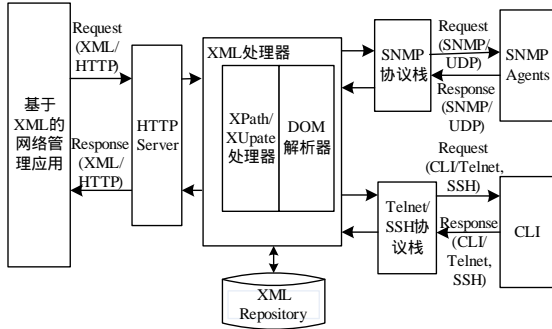 基于
XML的
网络管
理应用
Request
(XML/
HTTP)
Response
(XML/
HTTP)
HTTP
Server
XML处理器
XPath/
XUpate
处理器
DOM
解析器
XML
Repository
SNMP
协议栈
Request
(SNMP/
UDP)
Response
(SNMP/
UDP)
SNMP
Agents
Telnet/
SSH协
议栈
Request
(CLI/Telnet,
SSH)
Response
(CLI/
Telnet,
SSH)
CLI